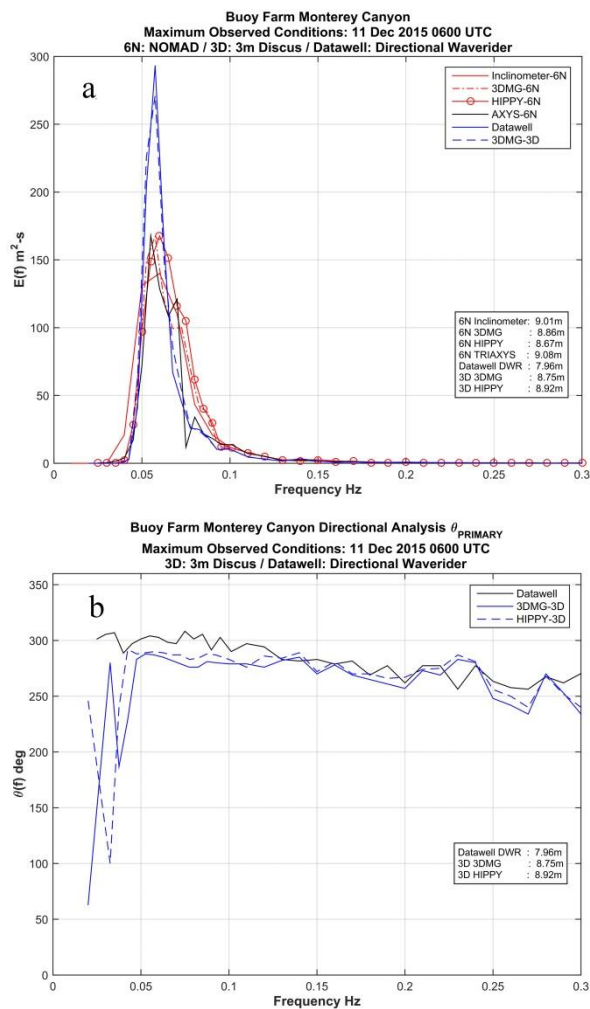 Buoy Farm Monterey Canyon
Maximum Observed Conditions: 11 Dec 2015 0600 UTC
6N: NOMAD / 3D: 3m Discus / Datawell: Directional Waverider
a
Inclinometer-6N
3DMG-6N
HIPPY-6N
AXYS-6N
Datawell
3DMG-3D
300
250
200
150
100
50
0
E(f) m²-s
6N Inclinometer: 9.01m
6N 3DMG : 8.86m
6N HIPPY : 8.67m
6N TRIAXYS : 9.08m
Datawell DWR : 7.96m
3D 3DMG : 8.75m
3D HIPPY : 8.92m
0 0.05 0.1 0.15 0.2 0.25 0.3
Frequency Hz
Buoy Farm Monterey Canyon Directional Analysis θPRIMARY
Maximum Observed Conditions: 11 Dec 2015 0600 UTC
3D: 3m Discus / Datawell: Directional Waverider
b
Datawell
3DMG-3D
HIPPY-3D
350
300
250
200
150
100
50
0
θ(f) deg
Datawell DWR : 7.96m
3D 3DMG : 8.75m
3D HIPPY : 8.92m
0 0.05 0.1 0.15 0.2 0.25 0.3
Frequency Hz